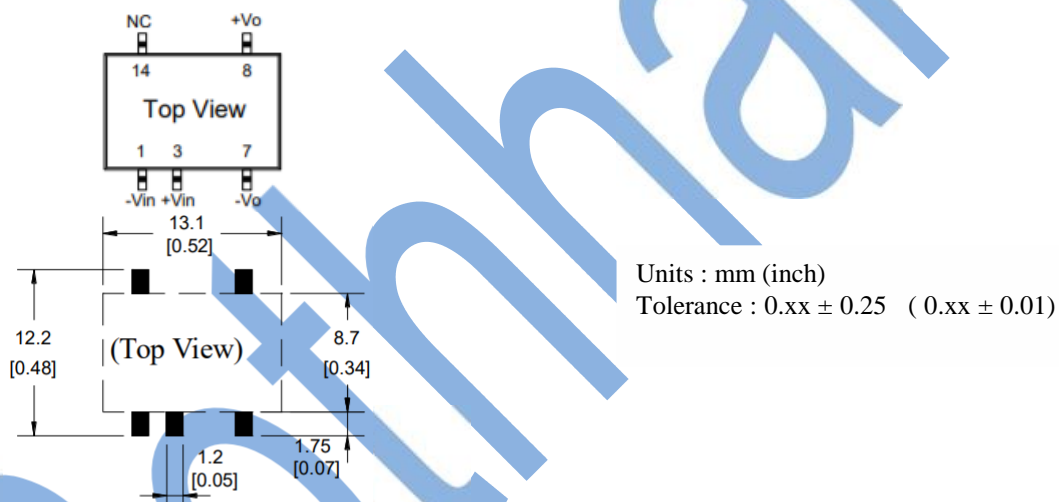 NC +Vo
14 8
Top View
1 3 7
-Vin +Vin -Vo
13.1
[0.52]
12.2
[0.48]
(Top View)
8.7
[0.34]
1.75
[0.07]
1.2
[0.05]
Units : mm (inch)
Tolerance : 0.xx ± 0.25 ( 0.xx ± 0.01)